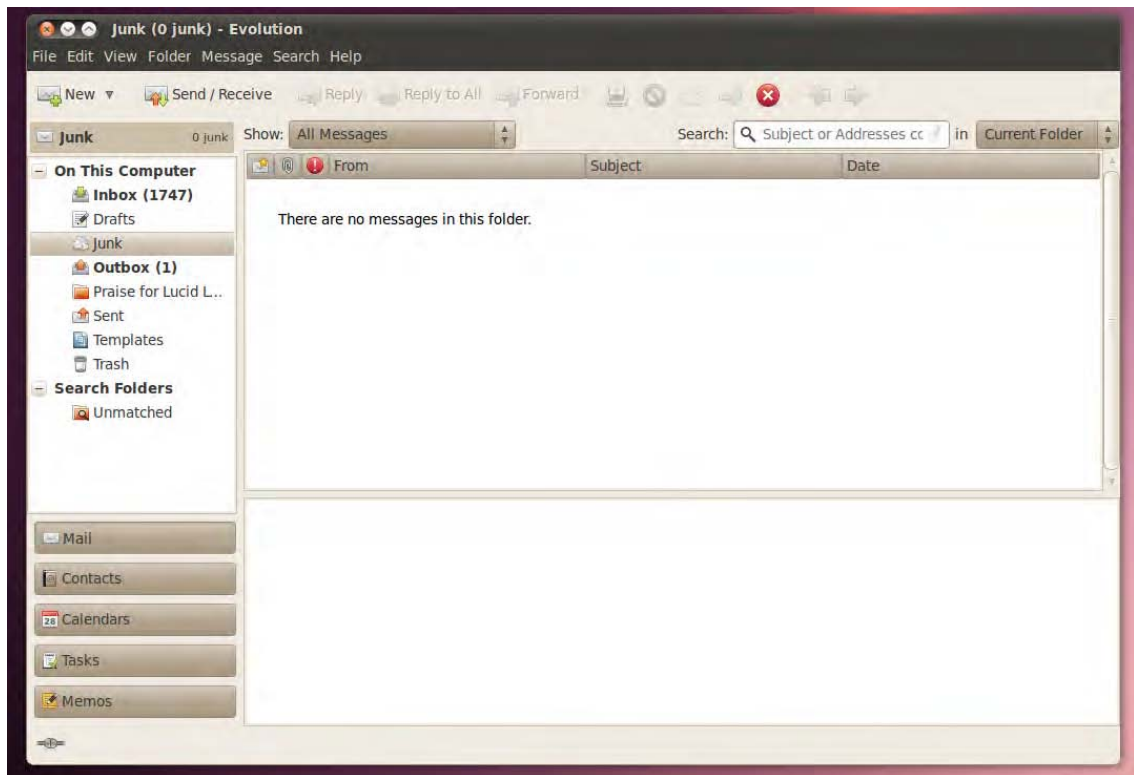 Junk (0 junk) - Evolution
File Edit View Folder Message Search Help
New Send / Receive Reply Reply to All Forward
Junk 0 junk Show: All Messages Search: Subject or Addresses cc in Current Folder
From Subject Date
On This Computer
Inbox (1747)
Drafts
There are no messages in this folder.
Junk
Outbox (1)
Praise for Lucid L...
Sent
Templates
Trash
Search Folders
Unmatched
Mail
Contacts
28 Calendars
Tasks
Memos